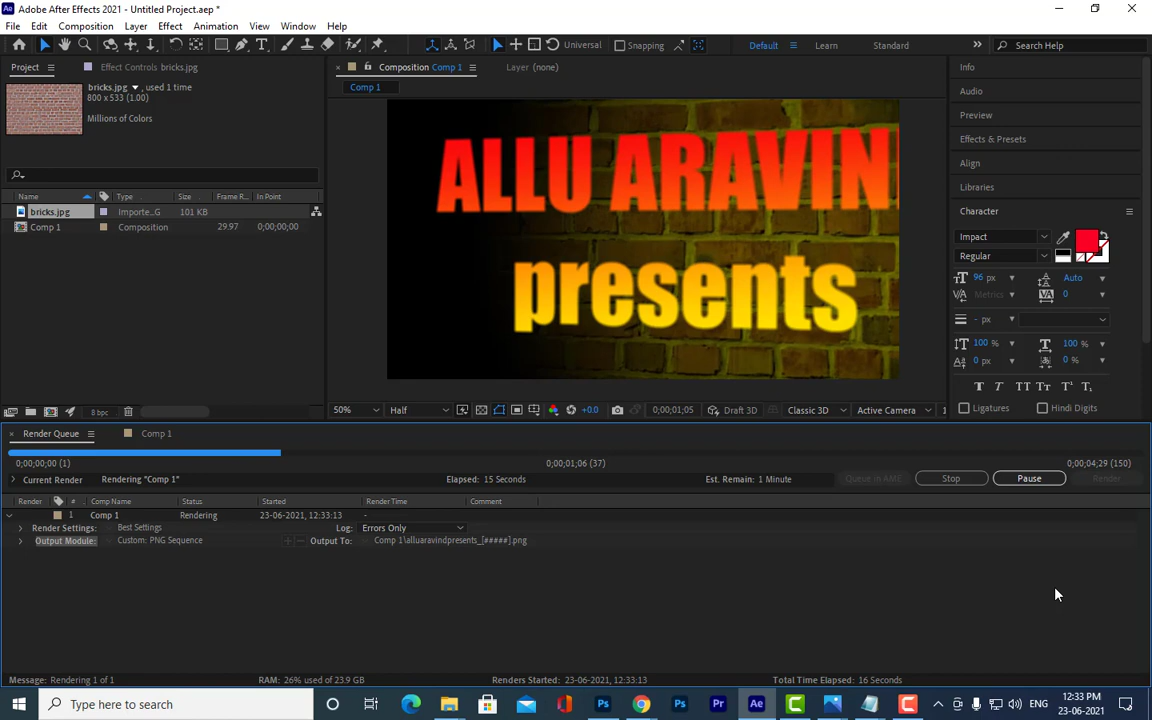 Adobe After Effects 2021 - Untitled Project.aep *
File Edit Composition Layer Effect Animation View Window Help
Universal Snapping Default Learn Standard Search Help
Project Effect Controls bricks.jpg Composition Comp 1 Layer (none) Info
bricks.jpg , used 1 time Comp 1
800 x 533 (1.00) Audio
Millions of Colors Preview
Effects & Presets
Align
Libraries
Name Type Size Frame R... In Point
bricks.jpg Importe...G 101 KB
Comp 1 Composition 29.97 0;00;00;00
8 bpc
ALLU ARAVIN
presents
50% Half +0.0 0;00;01;05 Draft 3D Classic 3D Active Camera 1
Character
Impact
Regular
96 px Auto
Metrics 0
- px
100 % 100 %
0 px 0 %
T T TT Tт T¹ T₁
Ligatures Hindi Digits
Render Queue Comp 1
0;00;00;00 (1) 0;00;01;06 (37) 0;00;04;29 (150)
Current Render Rendering "Comp 1" Elapsed: 15 Seconds Est. Remain: 1 Minute Queue in AME Stop Pause Render
Render # Comp Name Status Started Render Time Comment
1 Comp 1 Rendering 23-06-2021, 12:33:13 -
Render Settings: Best Settings Log: Errors Only
Output Module: Custom: PNG Sequence Output To: Comp 1\alluaravindpresents_[#####].png
Message: Rendering 1 of 1 RAM: 26% used of 23.9 GB Renders Started: 23-06-2021, 12:33:13 Total Time Elapsed: 16 Seconds
Type here to search Ps Ps Pr Ae ENG 12:33 PM
23-06-2021